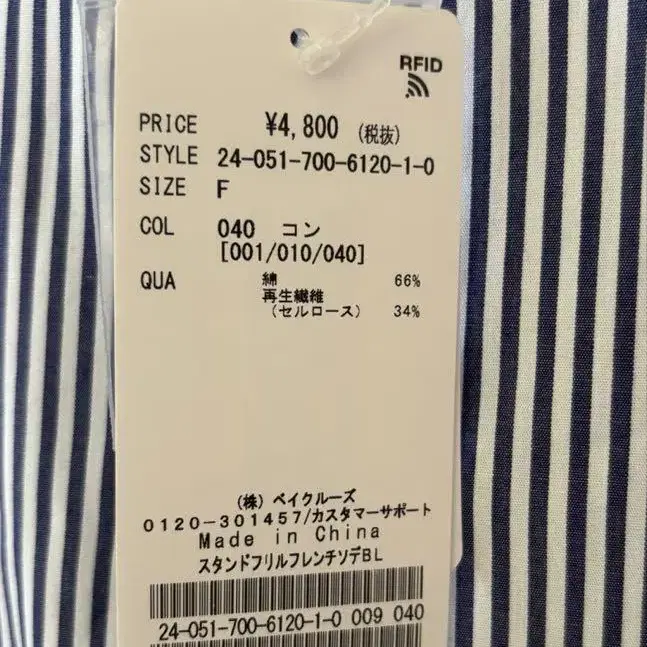 RFID
PRICE ¥4,800 (税抜)
STYLE 24-051-700-6120-1-0
SIZE F
COL 040 コン
[001/010/040]
QUA 綿 66%
再生繊維
(セルロース) 34%
(株) ベイクルーズ
0120-301457/カスタマーサポート
Made in China
スタンドフリルフレンチソデBL
24-051-700-6120-1-0 009 040